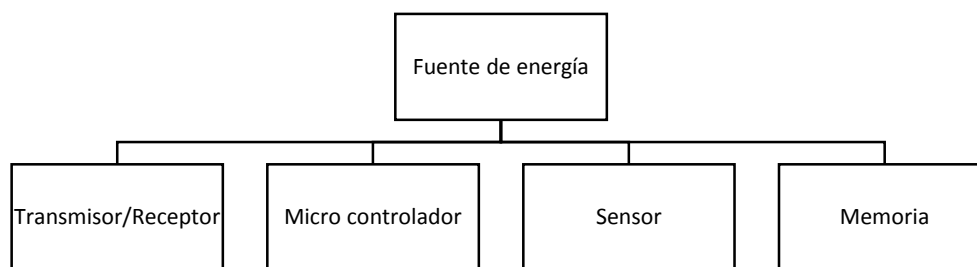 Fuente de energía
Transmisor/Receptor
Micro controlador
Sensor
Memoria